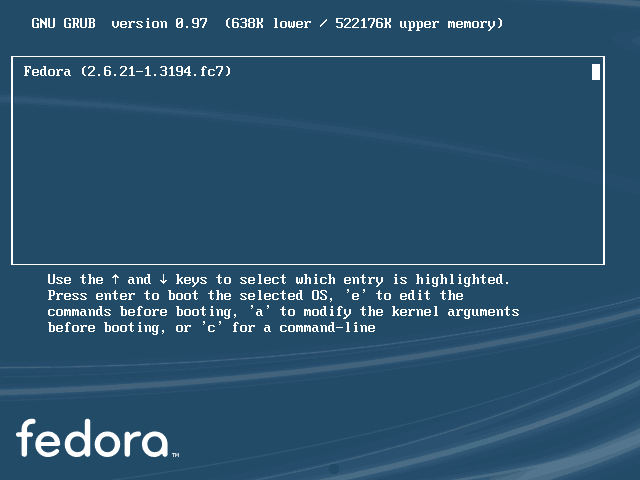 GNU GRUB  version 0.97  (638K lower / 522176K upper memory)
Fedora (2.6.21-1.3194.fc7)
Use the ↑ and ↓ keys to select which entry is highlighted.
Press enter to boot the selected OS, 'e' to edit the
commands before booting, 'a' to modify the kernel arguments
before booting, or 'c' for a command-line
fedora™